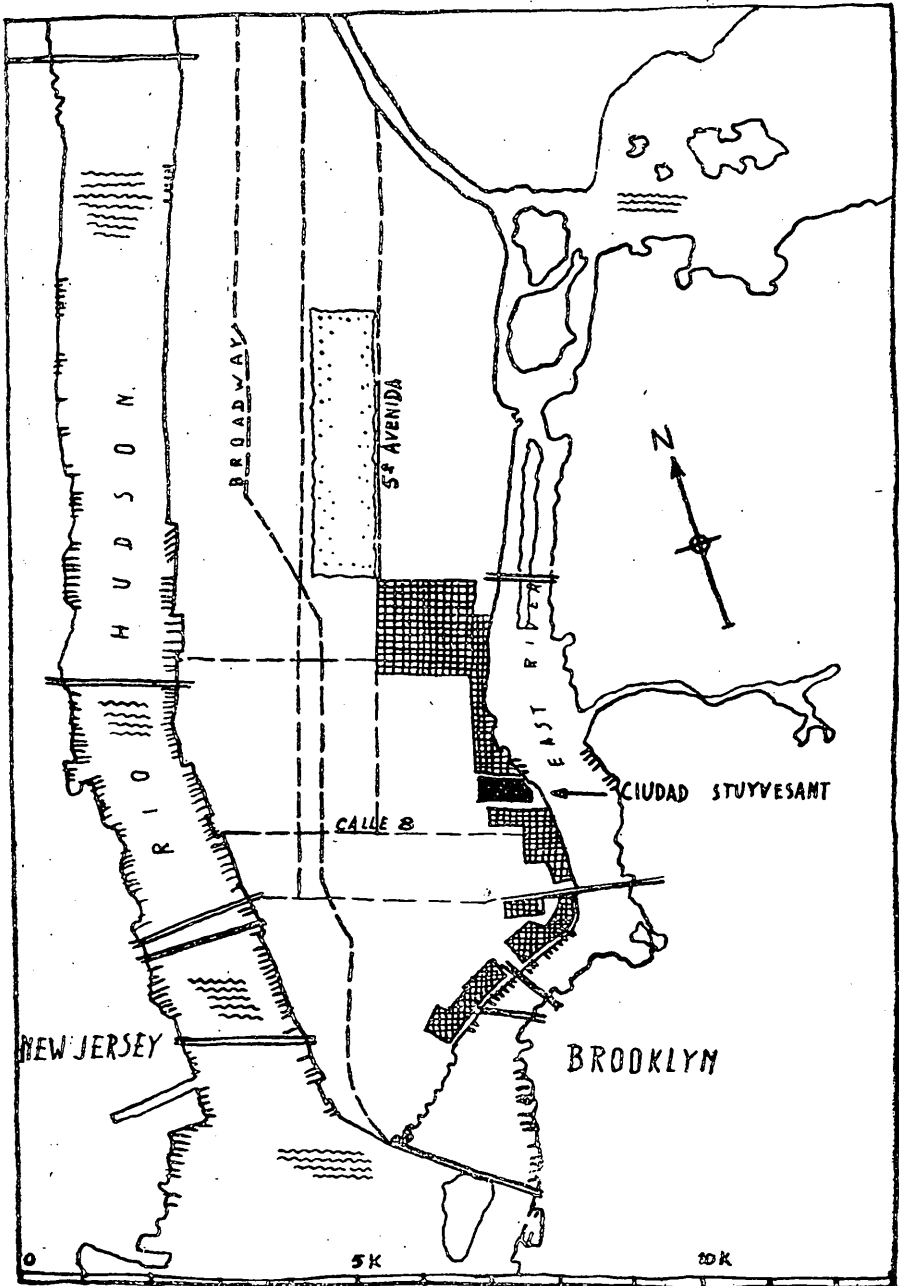 BROADWAY
5ª AVENIDA
N
RIO HUDSON
EAST RIVER
CIUDAD STUYVESANT
CALLE 8
NEW JERSEY
BROOKLYN
0
5K
10K